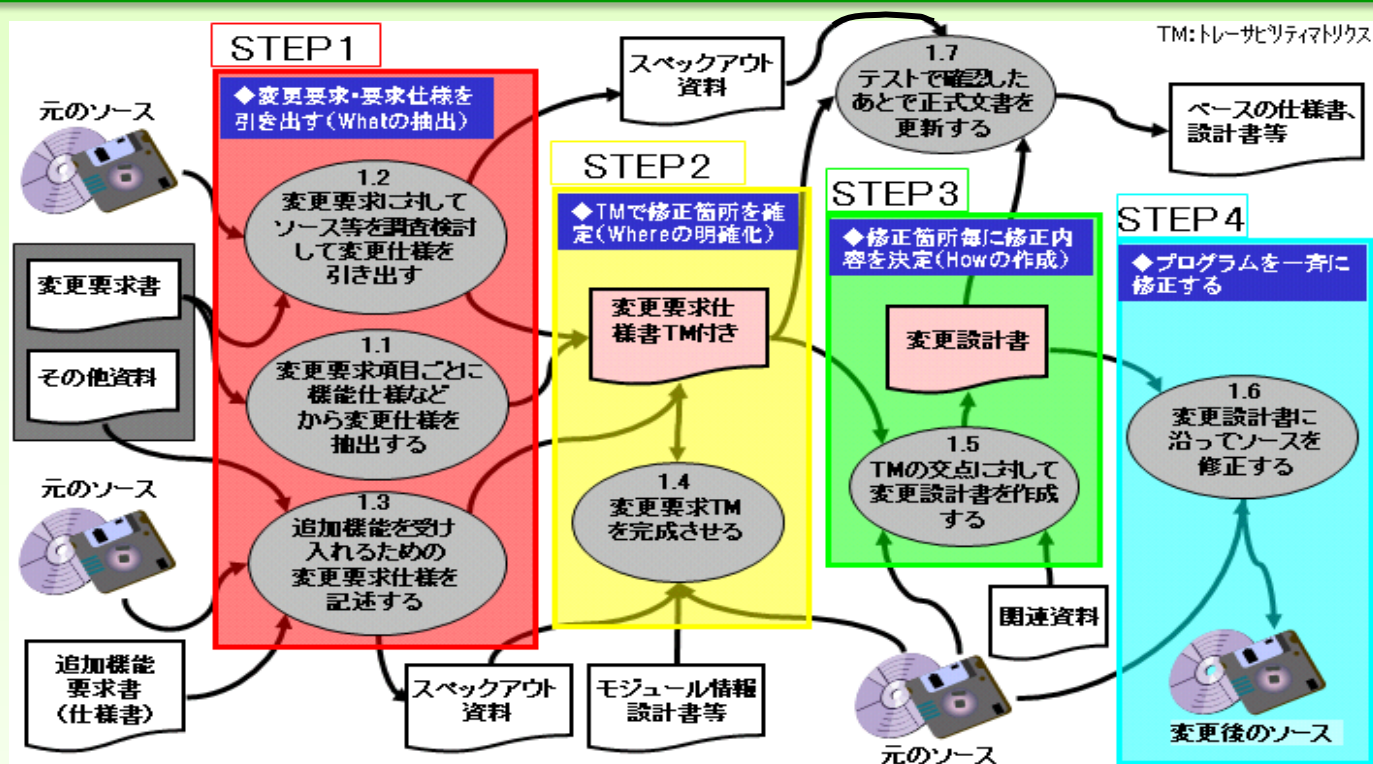 TM:トレーサビリティマトリクス
STEP1
◆変更要求・要求仕様を
引き出す(Whatの抽出)
元のソース
1.2
変更要求に対して
ソース等を調査検討
して変更仕様を
引き出す
変更要求書
その他資料
1.1
変更要求項目ごとに
機能仕様など
から変更仕様を
抽出する
元のソース
1.3
追加機能を受け
入れるための
変更要求仕様を
記述する
追加機能
要求書
(仕様書)
スペックアウト
資料
STEP2
◆TMで修正箇所を確
定(Whereの明確化)
変更要求仕
様書TM付き
1.4
変更要求TM
を完成させる
スペックアウト
資料
モジュール情報
設計書等
1.7
テストで確認した
あとで正式文書を
更新する
ベースの仕様書、
設計書等
STEP3
◆修正箇所毎に修正内
容を決定(Howの作成)
変更設計書
1.5
TMの交点に対して
変更設計書を作成
する
関連資料
元のソース
STEP4
◆プログラムを一斉に
修正する
1.6
変更設計書に
沿ってソースを
修正する
変更後のソース